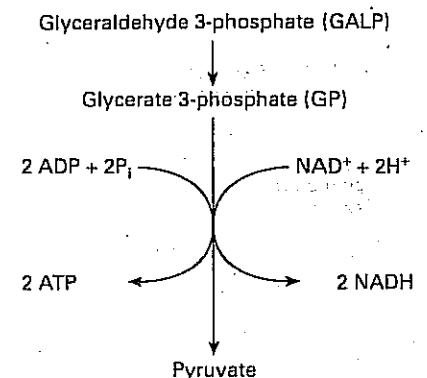 Glyceraldehyde 3-phosphate (GALP)
Glycerate 3-phosphate (GP)
2 ADP + 2Pi NAD⁺ + 2H⁺
2 ATP 2 NADH
Pyruvate